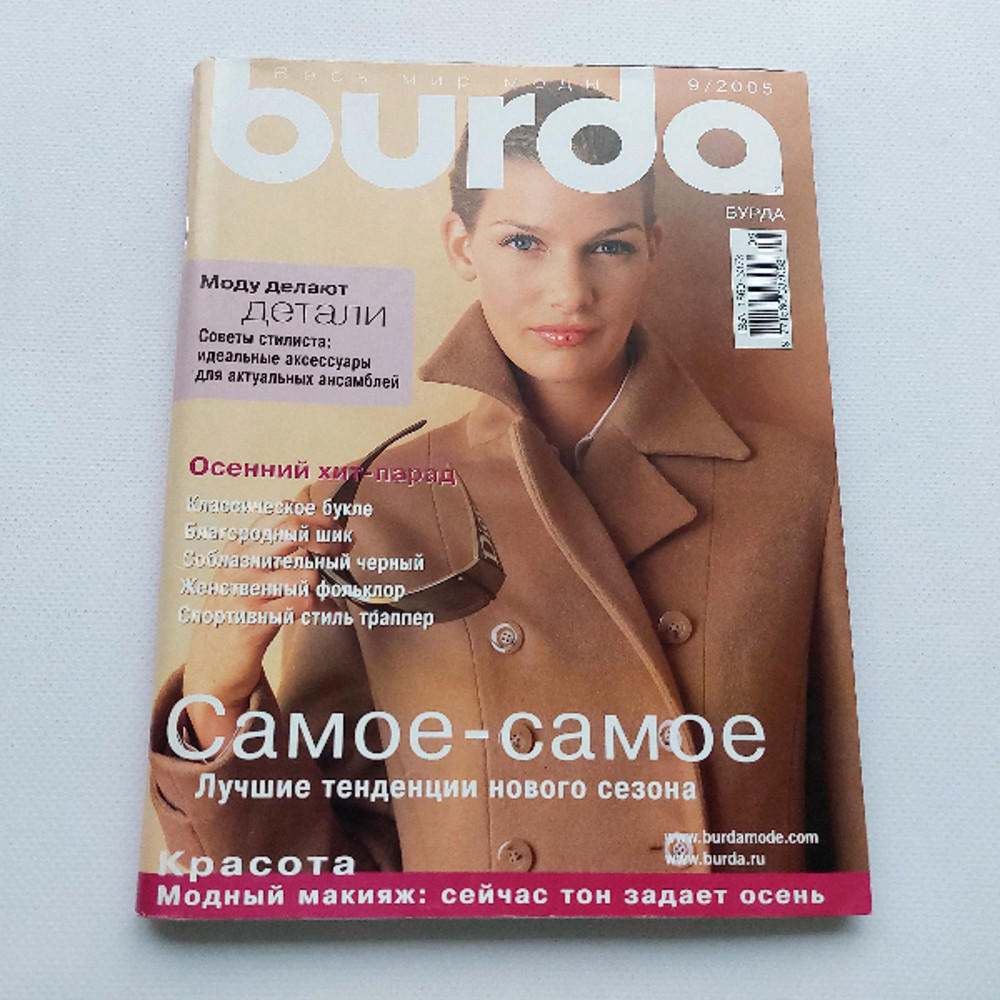 Весь мир моды
9/2005
burda
БУРДА
Моду делают
детали
Советы стилиста:
идеальные аксессуары
для актуальных ансамблей
Осенний хит-парад
Классическое букле
Благородный шик
Соблазнительный черный
Женственный фольклор
Спортивный стиль траппер
Самое-самое
Лучшие тенденции нового сезона
www.burdamode.com
www.burda.ru
Красота
Модный макияж: сейчас тон задает осень